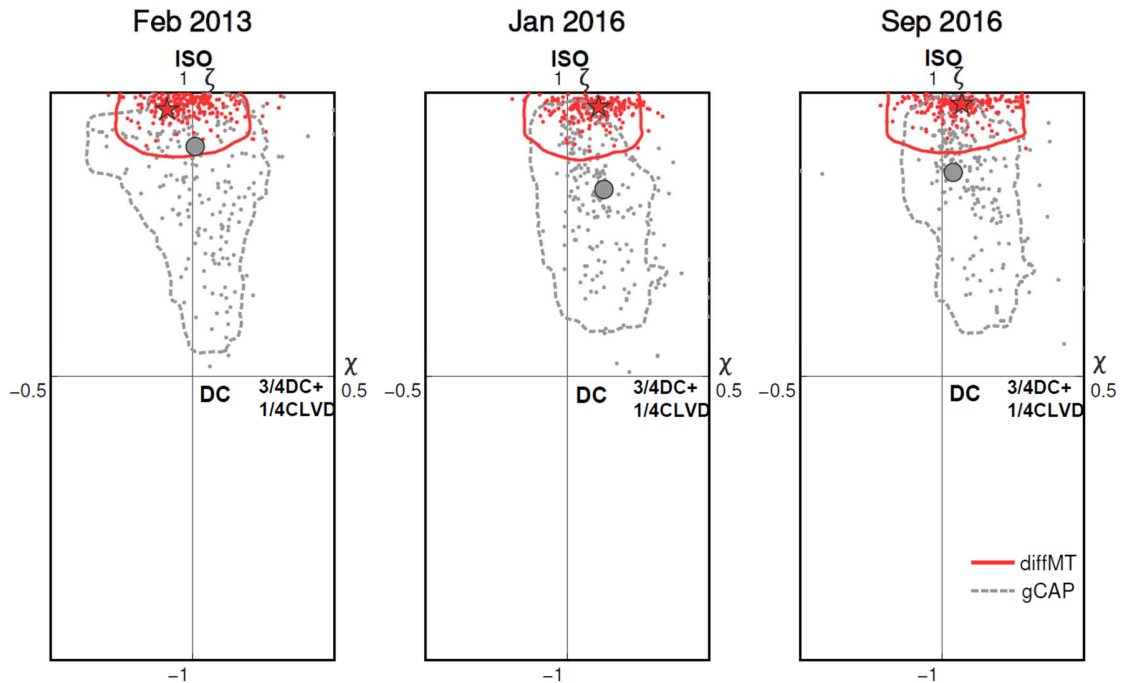 Feb 2013
Jan 2016
Sep 2016
ISO
1 ζ
ISO
1 ζ
ISO
1 ζ
χ
χ
χ
−0.5
DC
3/4DC+
1/4CLVD
0.5
−0.5
DC
3/4DC+
1/4CLVD
0.5
−0.5
DC
3/4DC+
1/4CLVD
0.5
diffMT
gCAP
−1
−1
−1